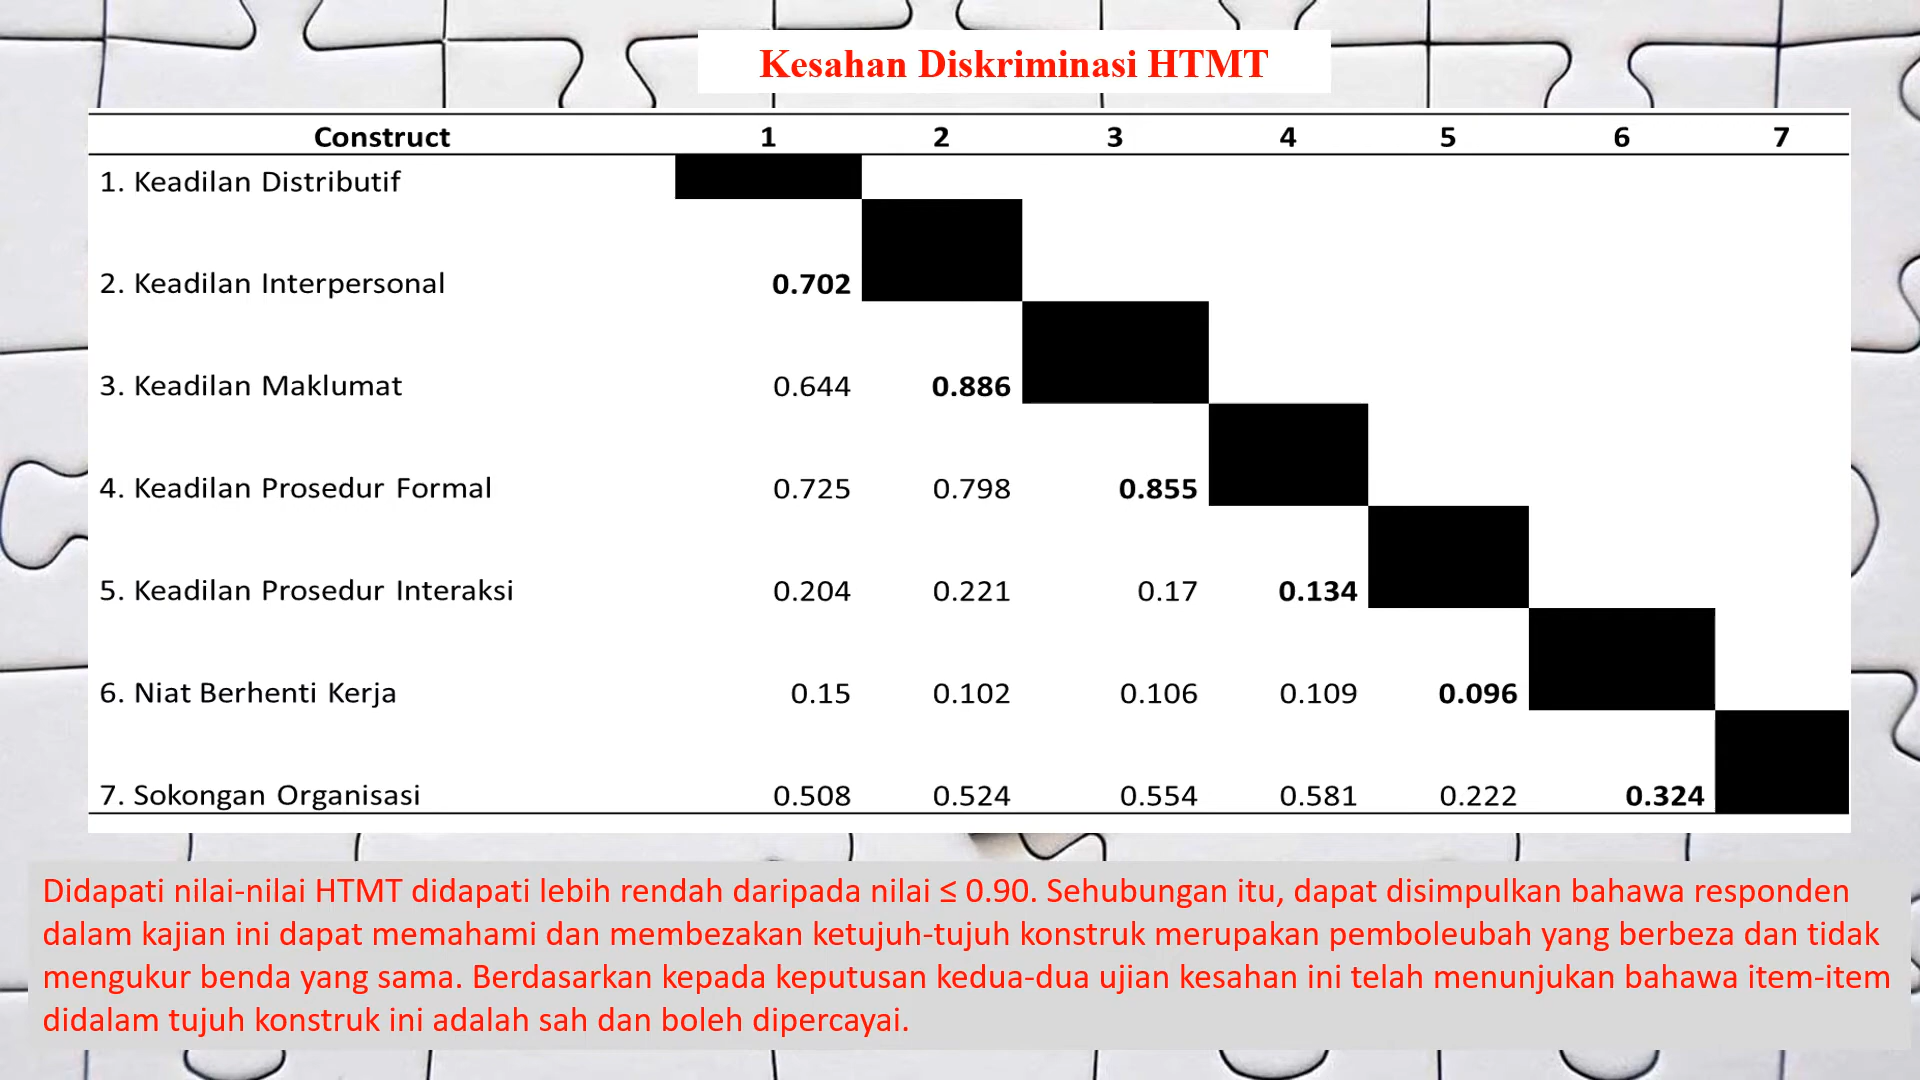 Kesahan Diskriminasi HTMT
Construct 1 2 3 4 5 6 7
1. Keadilan Distributif
2. Keadilan Interpersonal 0.702
3. Keadilan Maklumat 0.644 0.886
4. Keadilan Prosedur Formal 0.725 0.798 0.855
5. Keadilan Prosedur Interaksi 0.204 0.221 0.17 0.134
6. Niat Berhenti Kerja 0.15 0.102 0.106 0.109 0.096
7. Sokongan Organisasi 0.508 0.524 0.554 0.581 0.222 0.324
Didapati nilai-nilai HTMT didapati lebih rendah daripada nilai ≤ 0.90. Sehubungan itu, dapat disimpulkan bahawa responden
dalam kajian ini dapat memahami dan membezakan ketujuh-tujuh konstruk merupakan pemboleubah yang berbeza dan tidak
mengukur benda yang sama. Berdasarkan kepada keputusan kedua-dua ujian kesahan ini telah menunjukan bahawa item-item
didalam tujuh konstruk ini adalah sah dan boleh dipercayai.